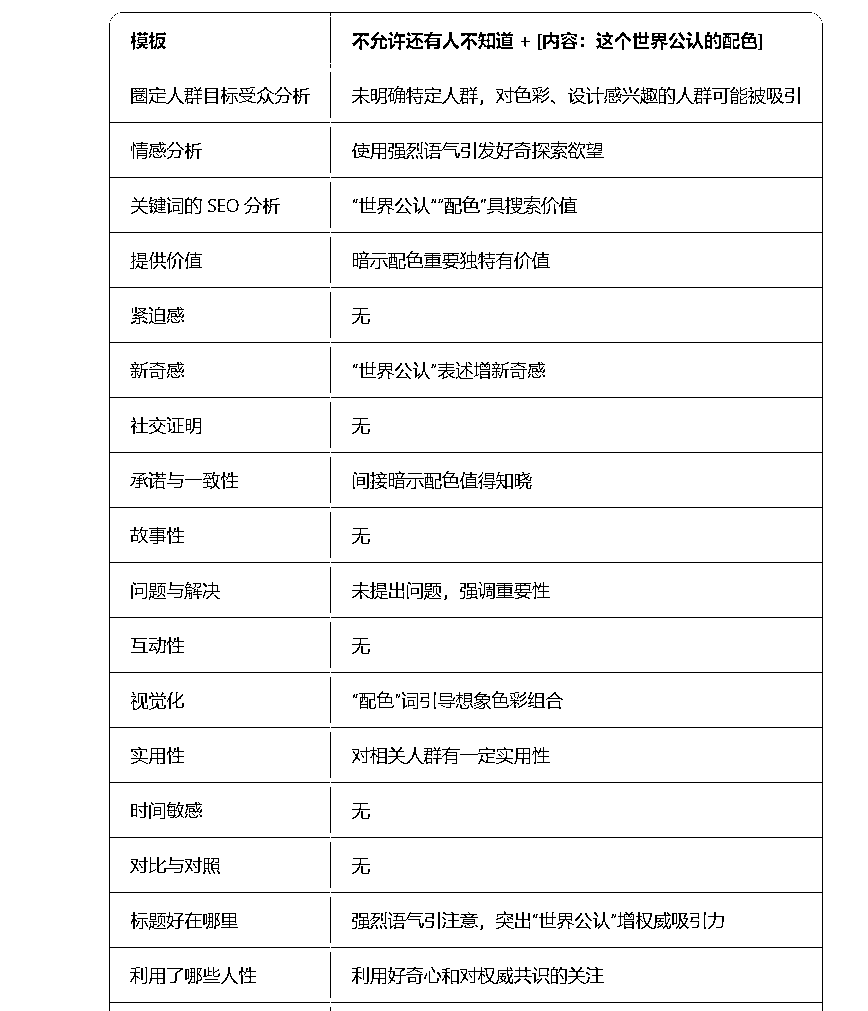 模板 不允许还有人不知道 + [内容：这个世界公认的配色]
圈定人群目标受众分析 未明确特定人群，对色彩、设计感兴趣的人群可能被吸引
情感分析 使用强烈语气引发好奇探索欲望
关键词的 SEO 分析 “世界公认”“配色”具搜索价值
提供价值 暗示配色重要独特有价值
紧迫感 无
新奇感 “世界公认”表述增新奇感
社交证明 无
承诺与一致性 间接暗示配色值得知晓
故事性 无
问题与解决 未提出问题，强调重要性
互动性 无
视觉化 “配色”词引导想象色彩组合
实用性 对相关人群有一定实用性
时间敏感 无
对比与对照 无
标题好在哪里 强烈语气引注意，突出“世界公认”增权威吸引力
利用了哪些人性 利用好奇心和对权威共识的关注